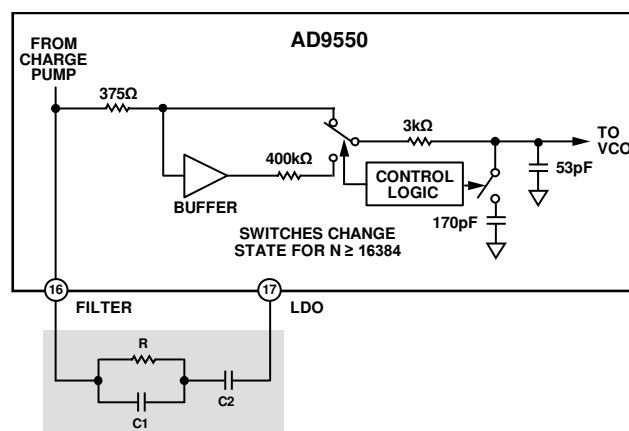 AD9550
FROM
CHARGE
PUMP
375Ω
3kΩ
TO
VCO
400kΩ
CONTROL
LOGIC
53pF
BUFFER
170pF
SWITCHES CHANGE
STATE FOR N ≥ 16384
16
FILTER
17
LDO
R
C1
C2